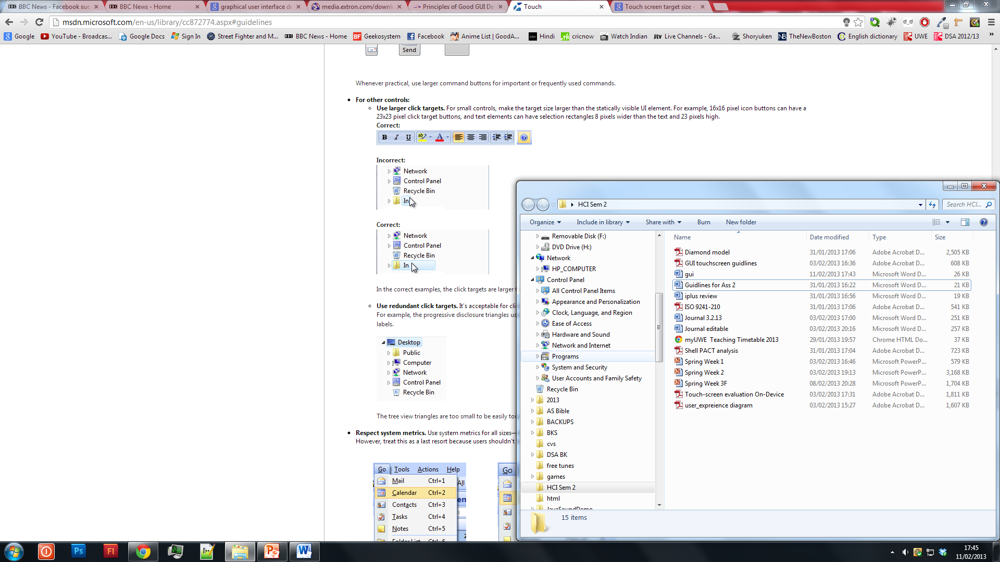 BBC News - Facebook sue
BBC News - Home
graphical user interface de
media.extron.com/downl
Principles of Good GUI De
Touch
Touch screen target size -
msdn.microsoft.com/en-us/library/cc872774.aspx#guidelines
Google
YouTube - Broadcas...
Google Docs
Sign In
Street Fighter and M...
BBC News - Home
Geekosystem
Facebook
Anime List | GoodA...
Hindi
cricnow
Watch Indian
Live Channels - Ga...
Shoryuken
TheNewBoston
English dictionary
UWE
DSA 2012/13
Send
Whenever practical, use larger command buttons for important or frequently used commands.
For other controls:
Use larger click targets. For small controls, make the target size larger than the statically visible UI element. For example, 16x16 pixel icon buttons can have a
23x23 pixel click target buttons, and text elements can have selection rectangles 8 pixels wider than the text and 23 pixels high.
Correct:
B I U ab A
Incorrect:
Network
Control Panel
Recycle Bin
In
Correct:
Network
Control Panel
Recycle Bin
In
In the correct examples, the click targets are larger
Use redundant click targets. It's acceptable for cli
For example, the progressive disclosure triangles us
labels.
Desktop
Public
Computer
Network
Control Panel
Recycle Bin
The tree view triangles are too small to be easily tou
Respect system metrics. Use system metrics for all sizes—
However, treat this as a last resort because users shouldn't
Go Tools Actions Help
Mail Ctrl+1
Calendar Ctrl+2
Contacts Ctrl+3
Tasks Ctrl+4
Notes Ctrl+5
All
Go
HCI Sem 2
Search HCI...
Organize
Include in library
Share with
Burn
New folder
Removable Disk (F:)
DVD Drive (H:)
Network
HP_COMPUTER
Control Panel
All Control Panel Items
Appearance and Personalization
Clock, Language, and Region
Ease of Access
Hardware and Sound
Network and Internet
Programs
System and Security
User Accounts and Family Safety
Recycle Bin
2013
AS Bible
BACKUPS
BKS
cvs
DSA BK
free tunes
games
HCI Sem 2
html
JavaSoundDemo
Name Date modified Type Size
Diamond model 31/01/2013 17:06 Adobe Acrobat D... 2,505 KB
GUI touchscreen guidlines 03/02/2013 16:36 Adobe Acrobat D... 608 KB
gui 11/02/2013 17:43 Microsoft Word D... 26 KB
Guidlines for Ass 2 31/01/2013 16:22 Microsoft Word D... 21 KB
iplus review 31/01/2013 16:56 Microsoft Word D... 19 KB
ISO 9241-210 31/01/2013 17:06 Adobe Acrobat D... 541 KB
Journal 3.2.13 03/02/2013 17:00 Microsoft Word D... 251 KB
Journal editable 03/02/2013 20:16 Microsoft Word D... 257 KB
myUWE Teaching Timetable 2013 29/01/2013 19:57 Chrome HTML Do... 37 KB
Shell PACT analysis 31/01/2013 17:04 Adobe Acrobat D... 723 KB
Spring Week 1 03/02/2013 16:46 Microsoft PowerP... 579 KB
Spring Week 2 03/02/2013 19:13 Microsoft PowerP... 3,168 KB
Spring Week 3F 08/02/2013 20:28 Microsoft PowerP... 1,704 KB
Touch-screen evaluation On-Device 03/02/2013 17:31 Adobe Acrobat D... 1,811 KB
user_expreience diagram 03/02/2013 15:27 Adobe Acrobat D... 1,607 KB
15 items
Ps
Fl
17:45
11/02/2013